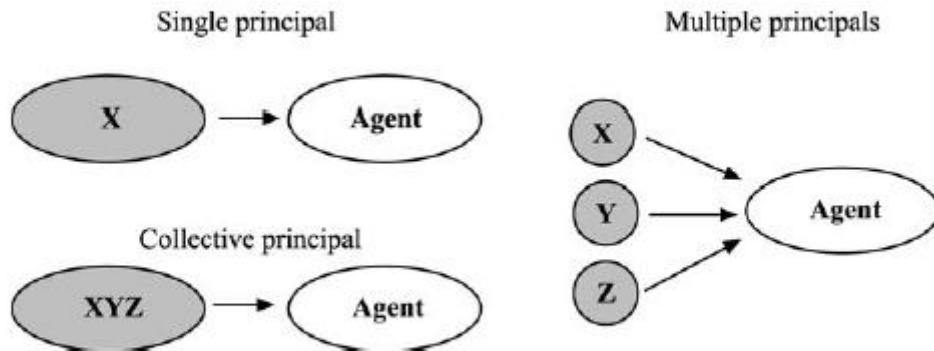 Single principal
X
Agent
Collective principal
XYZ
Agent
Multiple principals
X
Y
Z
Agent